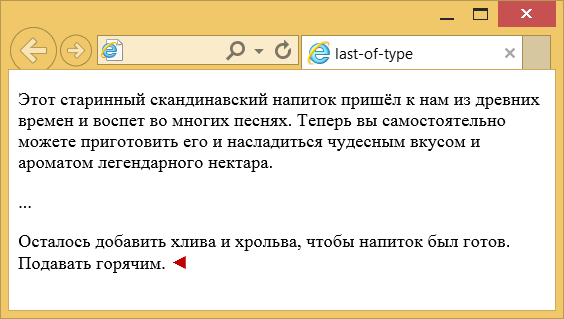 last-of-type
Этот старинный скандинавский напиток пришёл к нам из древних
времен и воспет во многих песнях. Теперь вы самостоятельно
можете приготовить его и насладиться чудесным вкусом и
ароматом легендарного нектара.
...
Осталось добавить хлива и хрольва, чтобы напиток был готов.
Подавать горячим. ◄